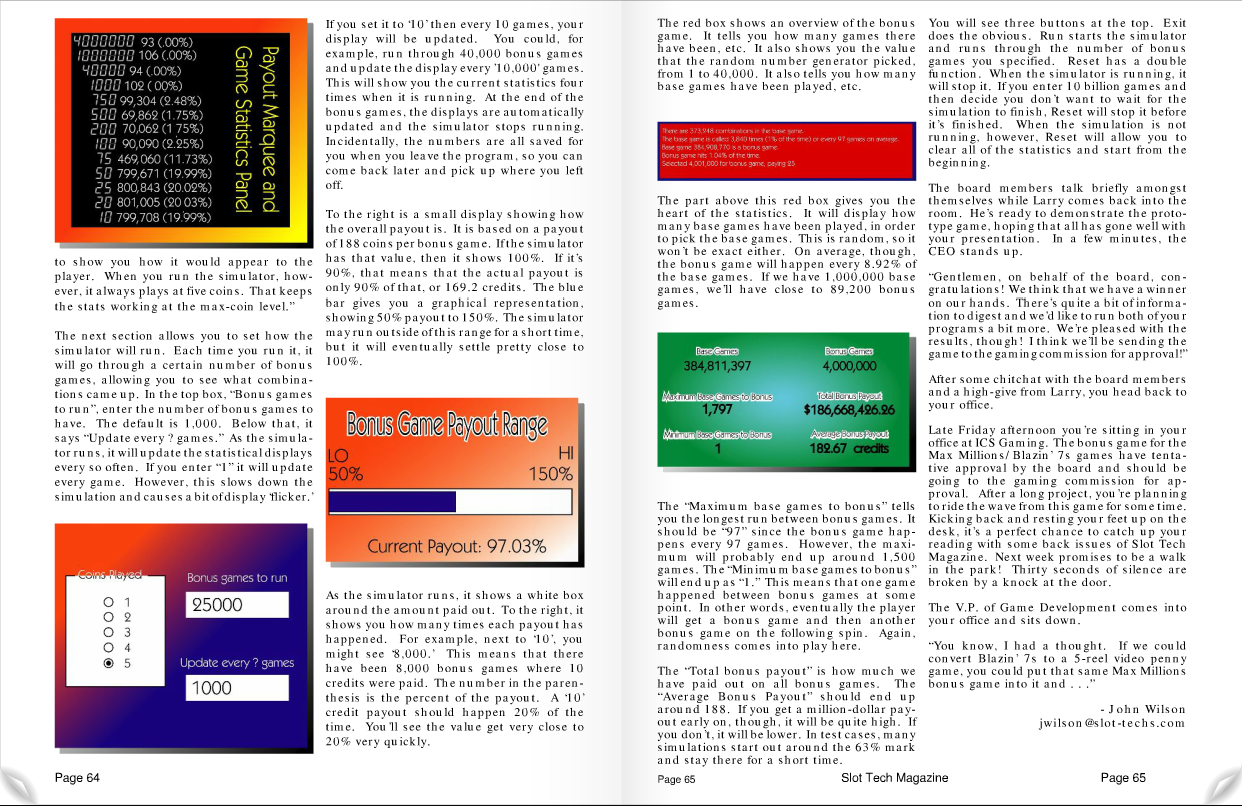 4000000 93 (.00%)
1000000 106 (.00%)
40000 94 (.00%)
1000 102 ( 00%)
750 99,304 (2.48%)
500 69,862 (1.75%)
200 70,062 (1 75%)
100 90,090 (2.25%)
75 469,060 (11.73%)
50 799,671 (19.99%)
25 800,843 (20.02%)
20 801,005 (20 03%)
10 799,708 (19.99%)
Payout Marquee and
Game Statistics Panel
to show you how it would appear to the
player. When you run the simulator, how-
ever, it always plays at five coins. That keeps
the stats working at the max-coin level.”
The next section allows you to set how the
simulator will run. Each time you run it, it
will go through a certain number of bonus
games, allowing you to see what combina-
tions came up. In the top box, “Bonus games
to run”, enter the number of bonus games to
have. The default is 1,000. Below that, it
says “Update every ? games.” As the simula-
tor runs, it will update the statistical displays
every so often. If you enter “1” it will update
every game. However, this slows down the
simulation and causes a bit of display ‘flicker.’
Coins Played
1
2
3
4
5
Bonus games to run
25000
Update every ? games
1000
If you set it to ‘10’ then every 10 games, your
display will be updated. You could, for
example, run through 40,000 bonus games
and update the display every '10,000' games.
This will show you the current statistics four
times when it is running. At the end of the
bonus games, the displays are automatically
updated and the simulator stops running.
Incidentally, the numbers are all saved for
you when you leave the program, so you can
come back later and pick up where you left
off.
To the right is a small display showing how
the overall payout is. It is based on a payout
of 188 coins per bonus game. If the simulator
has that value, then it shows 100%. If it’s
90%, that means that the actual payout is
only 90% of that, or 169.2 credits. The blue
bar gives you a graphical representation,
showing 50% payout to 150%. The simulator
may run outside of this range for a short time,
but it will eventually settle pretty close to
100%.
Bonus Game Payout Range
LO
50%
HI
150%
Current Payout: 97.03%
As the simulator runs, it shows a white box
around the amount paid out. To the right, it
shows you how many times each payout has
happened. For example, next to ‘10’, you
might see ‘8,000.’ This means that there
have been 8,000 bonus games where 10
credits were paid. The number in the paren-
thesis is the percent of the payout. A ‘10’
credit payout should happen 20% of the
time. You’ll see the value get very close to
20% very quickly.
Page 64
The red box shows an overview of the bonus
game. It tells you how many games there
have been, etc. It also shows you the value
that the random number generator picked,
from 1 to 40,000. It also tells you how many
base games have been played, etc.
There are 373,948 combinations in the base game.
The base game is called 3,840 times (1% of the time) or every 97 games on average.
Base game 384,908,770 is a bonus game.
Bonus game hits 1.04% of the time.
Selected 4,001,000 for bonus game, paying 25.
The part above this red box gives you the
heart of the statistics. It will display how
many base games have been played, in order
to pick the base games. This is random, so it
won’t be exact either. On average, though,
the bonus game will happen every 8.92% of
the base games. If we have 1,000,000 base
games, we’ll have close to 89,200 bonus
games.
Base Games
384,811,397
Bonus Games
4,000,000
Maximum Base Games to Bonus
1,797
Total Bonus Payout
$186,668,426.26
Minimum Base Games to Bonus
1
Average Bonus Payout
182.67 credits
The “Maximum base games to bonus” tells
you the longest run between bonus games. It
should be “97” since the bonus game hap-
pens every 97 games. However, the maxi-
mum will probably end up around 1,500
games. The “Minimum base games to bonus”
will end up as “1.” This means that one game
happened between bonus games at some
point. In other words, eventually the player
will get a bonus game and then another
bonus game on the following spin. Again,
randomness comes into play here.
The “Total bonus payout” is how much we
have paid out on all bonus games. The
“Average Bonus Payout” should end up
around 188. If you get a million-dollar pay-
out early on, though, it will be quite high. If
you don’t, it will be lower. In test cases, many
simulations start out around the 63% mark
and stay there for a short time.
Page 65
You will see three buttons at the top. Exit
does the obvious. Run starts the simulator
and runs through the number of bonus
games you specified. Reset has a double
function. When the simulator is running, it
will stop it. If you enter 10 billion games and
then decide you don’t want to wait for the
simulation to finish, Reset will stop it before
it’s finished. When the simulation is not
running, however, Reset will allow you to
clear all of the statistics and start from the
beginning.
The board members talk briefly amongst
themselves while Larry comes back into the
room. He’s ready to demonstrate the proto-
type game, hoping that all has gone well with
your presentation. In a few minutes, the
CEO stands up.
“Gentlemen, on behalf of the board, con-
gratulations! We think that we have a winner
on our hands. There’s quite a bit of informa-
tion to digest and we’d like to run both of your
programs a bit more. We’re pleased with the
results, though! I think we’ll be sending the
game to the gaming commission for approval!”
After some chitchat with the board members
and a high-give from Larry, you head back to
your office.
Late Friday afternoon you’re sitting in your
office at ICS Gaming. The bonus game for the
Max Millions/ Blazin’ 7s games have tenta-
tive approval by the board and should be
going to the gaming commission for ap-
proval. After a long project, you’re planning
to ride the wave from this game for some time.
Kicking back and resting your feet up on the
desk, it’s a perfect chance to catch up your
reading with some back issues of Slot Tech
Magazine. Next week promises to be a walk
in the park! Thirty seconds of silence are
broken by a knock at the door.
The V.P. of Game Development comes into
your office and sits down.
“You know, I had a thought. If we could
convert Blazin’ 7s to a 5-reel video penny
game, you could put that same Max Millions
bonus game into it and . . .”
- John Wilson
jwilson@slot-techs.com
Slot Tech Magazine
Page 65